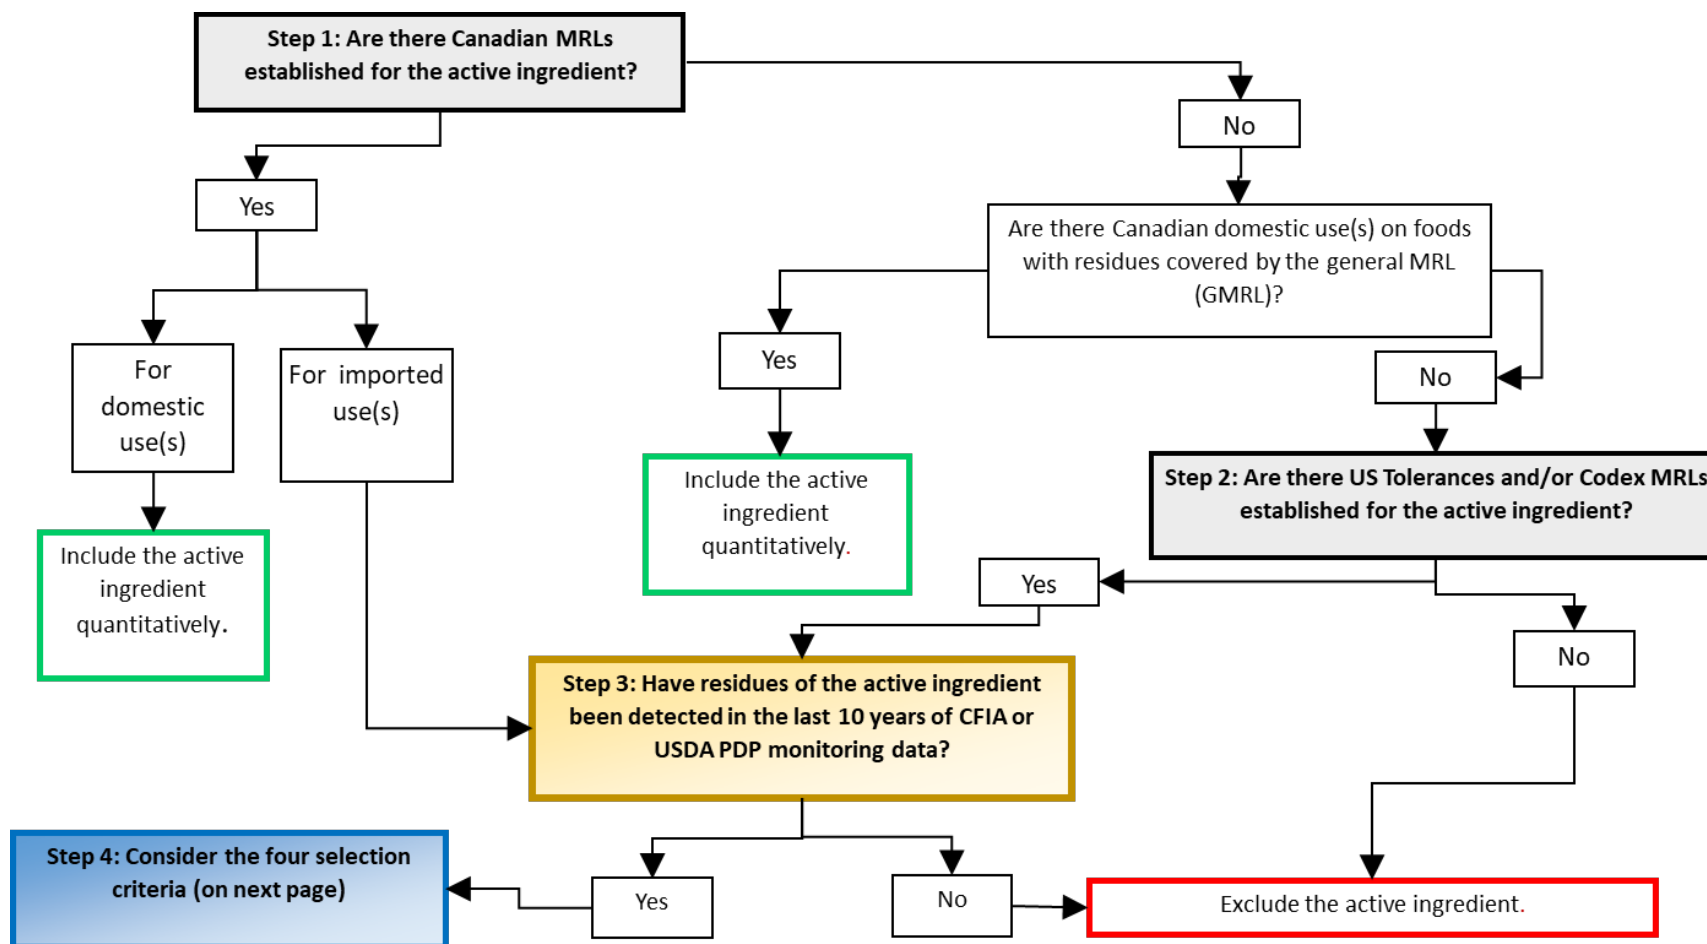 Step 1: Are there Canadian MRLs
established for the active ingredient?
No
Yes
Are there Canadian domestic use(s) on foods
with residues covered by the general MRL
(GMRL)?
For
domestic
use(s)
For imported
use(s)
Yes
No
Include the active
ingredient
quantitatively.
Step 2: Are there US Tolerances and/or Codex MRLs
established for the active ingredient?
Include the active
ingredient
quantitatively.
Yes
No
Step 3: Have residues of the active ingredient
been detected in the last 10 years of CFIA or
USDA PDP monitoring data?
Step 4: Consider the four selection
criteria (on next page)
Yes
No
Exclude the active ingredient.